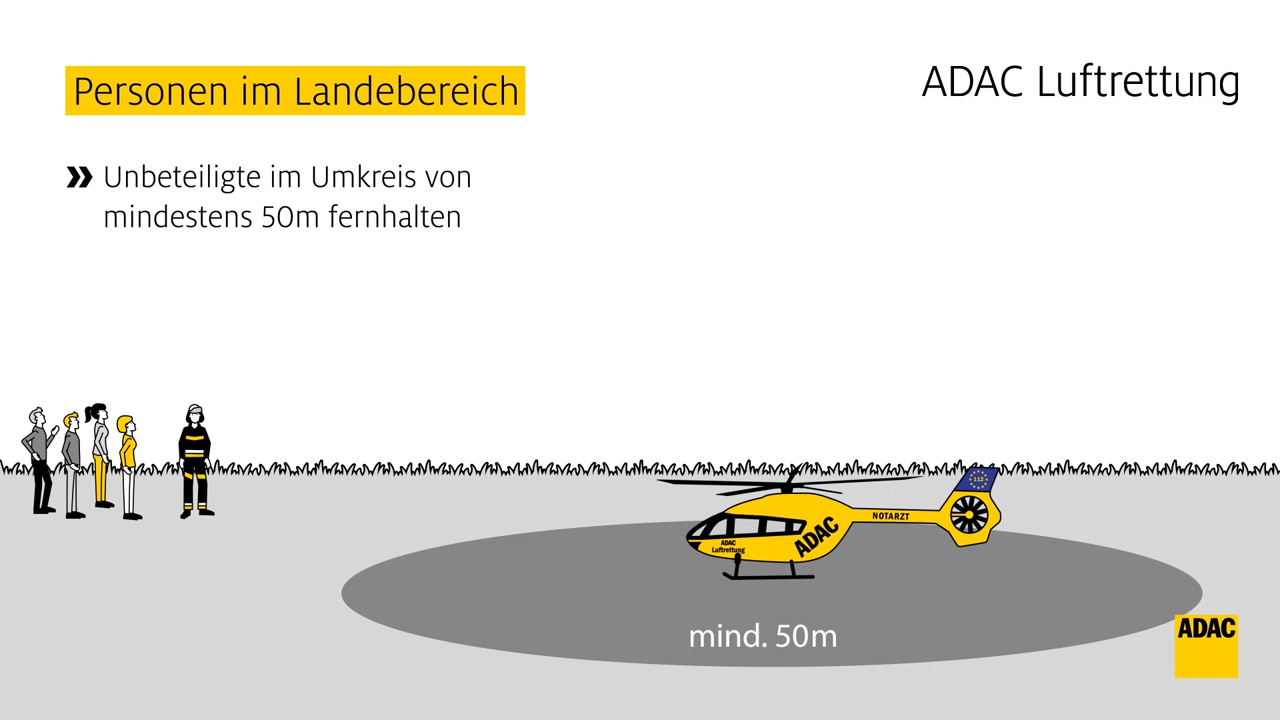 Personen im Landebereich
ADAC Luftrettung
Unbeteiligte im Umkreis von
mindestens 50m fernhalten
112
NOTARZT
ADAC
ADAC
Luftrettung
mind. 50m
ADAC